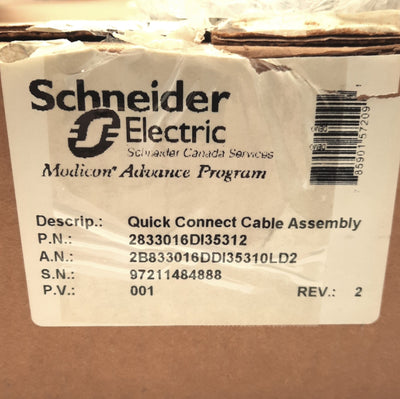 Schneider
Electric
Schneider Canada Services
Modicon® Advance Program
Descrip.: Quick Connect Cable Assembly
P.N.: 2833016DI35312
A.N.: 2B833016DDI35310LD2
S.N.: 97211484888
P.V.: 001 REV.: 2